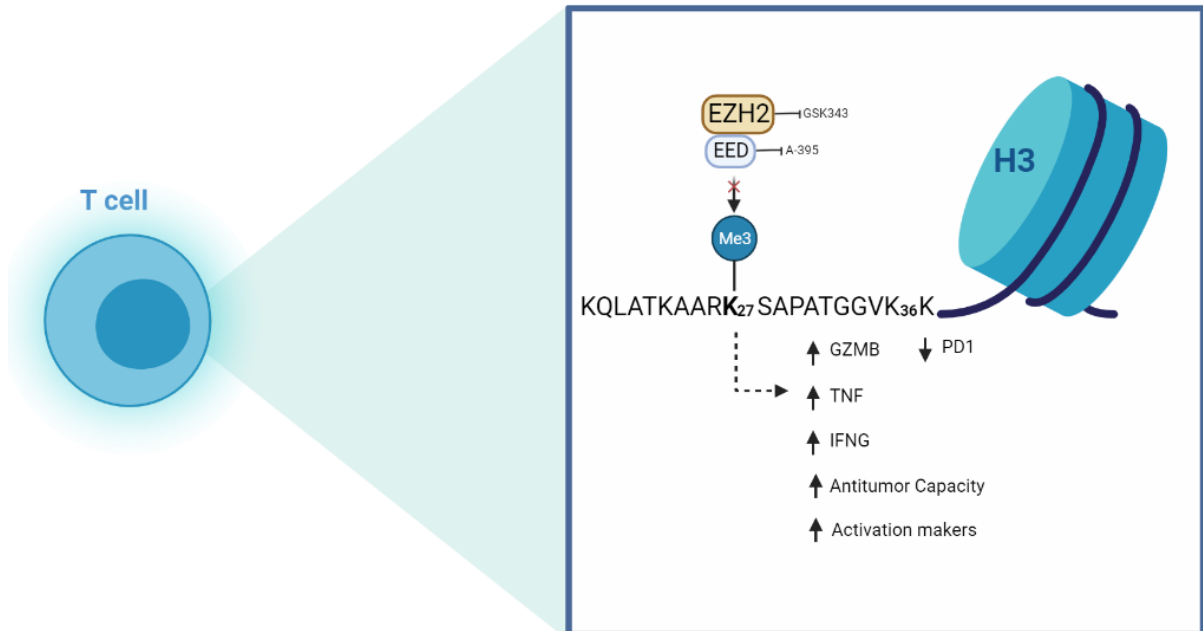 T cell
EZH2
GSK343
EED
A-395
H3
Me3
KQLATKAARK27SAPATGGVK36K
GZMB
PD1
TNF
IFNG
Antitumor Capacity
Activation makers